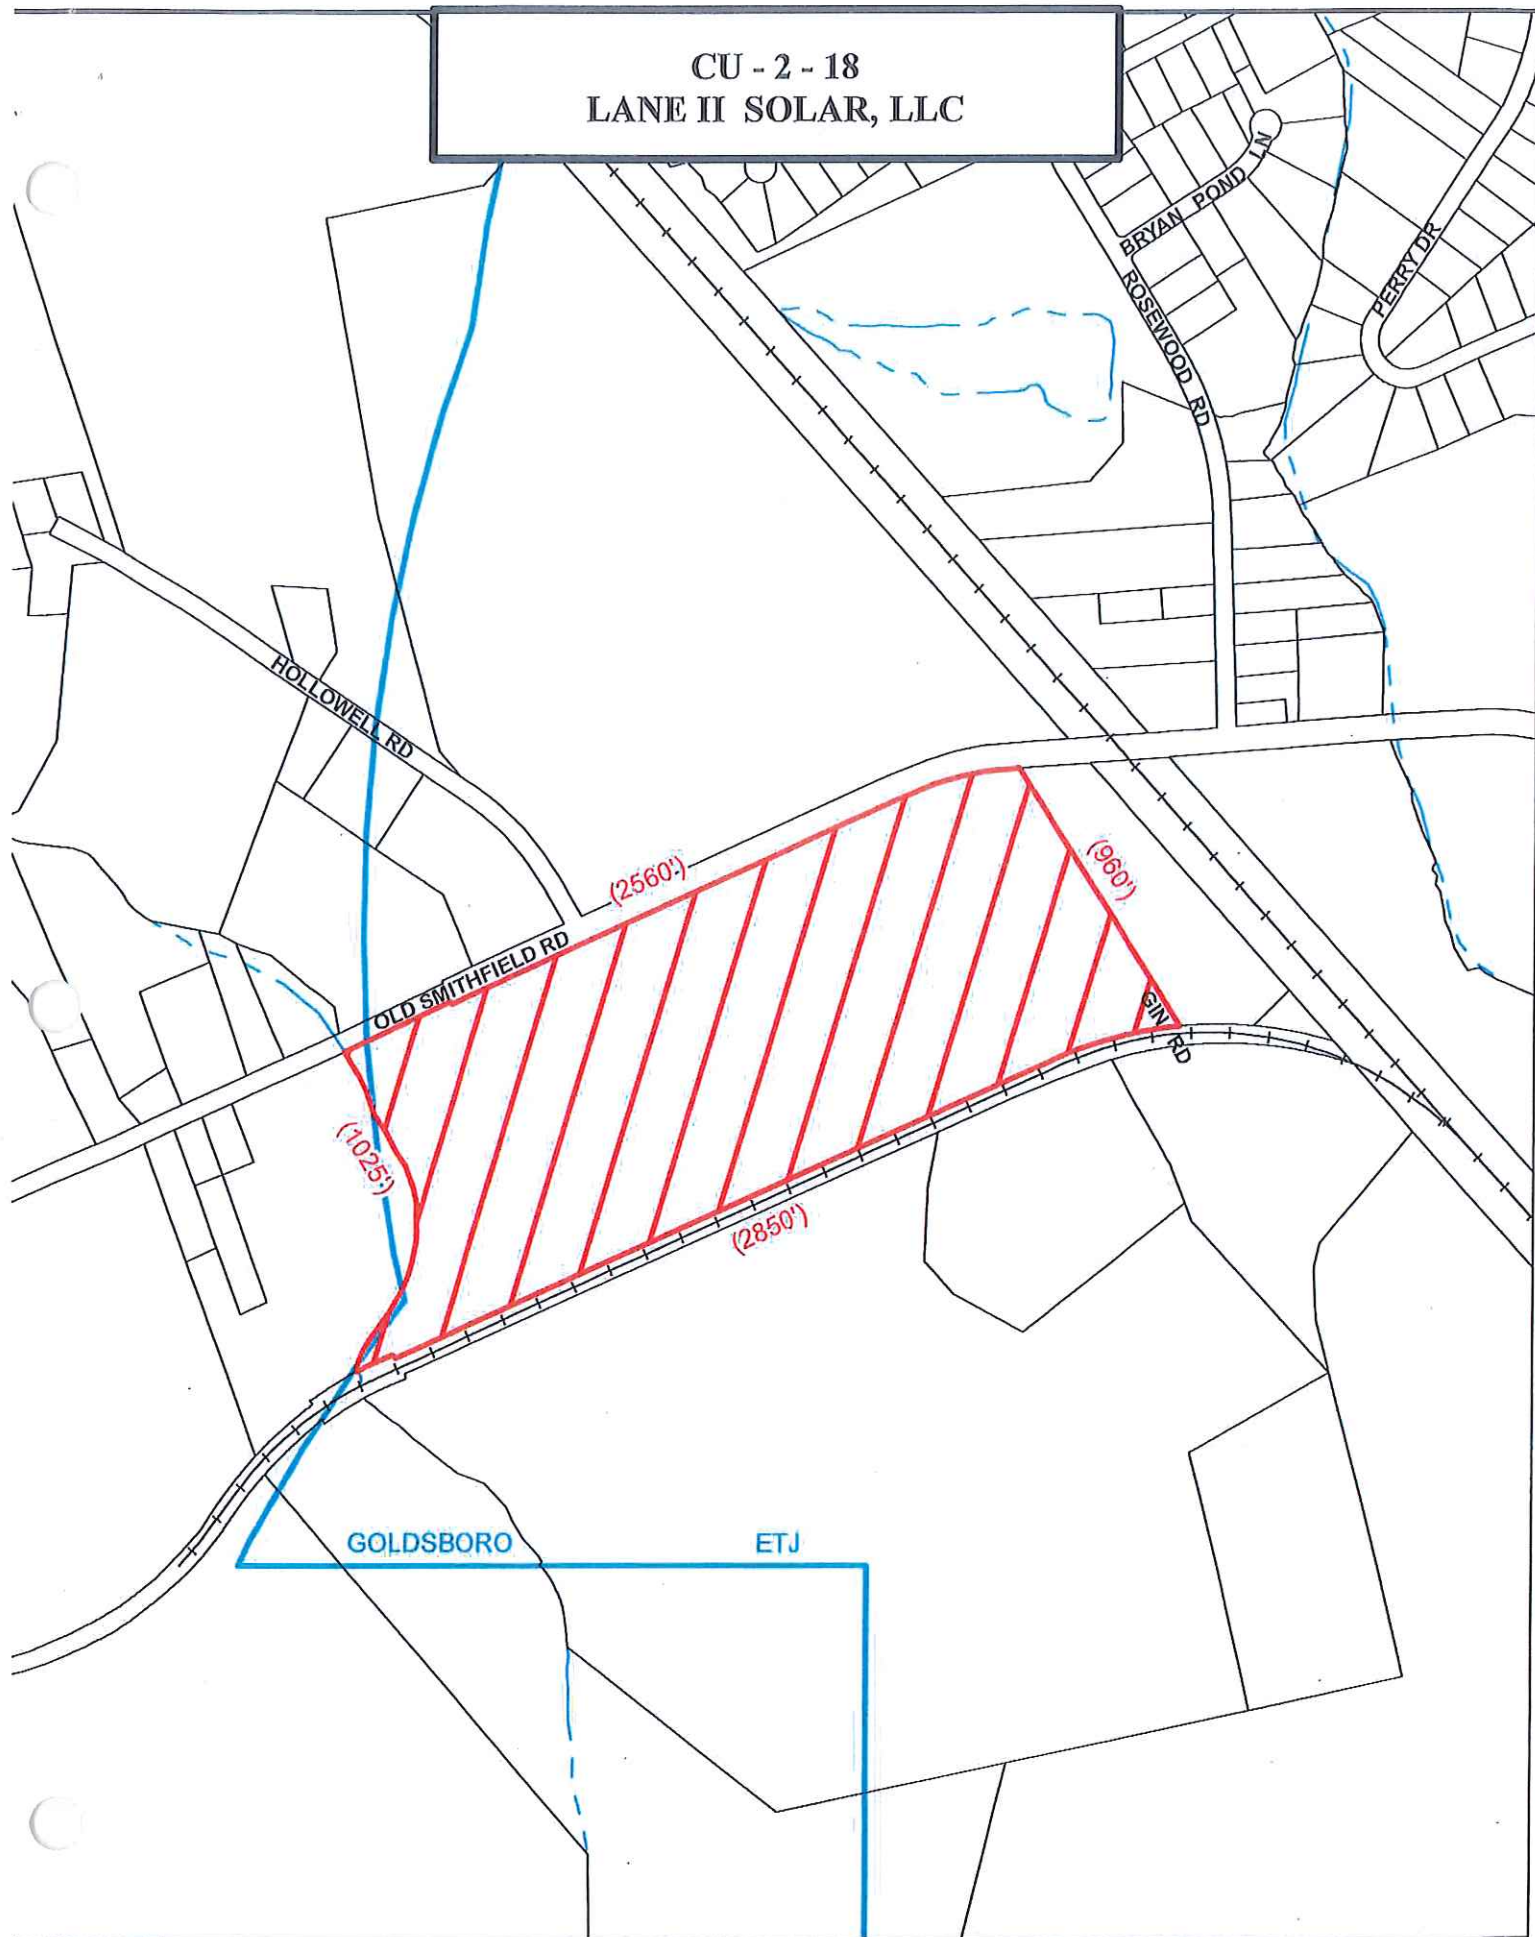 CU - 2 - 18
LANE II SOLAR, LLC
BRYAN POND LN
PERRY DR
ROSEWOOD RD
HOLLOWELL RD
(2560')
(960')
OLD SMITHFIELD RD
GIN RD
(1025')
(2850')
GOLDSBORO ETJ